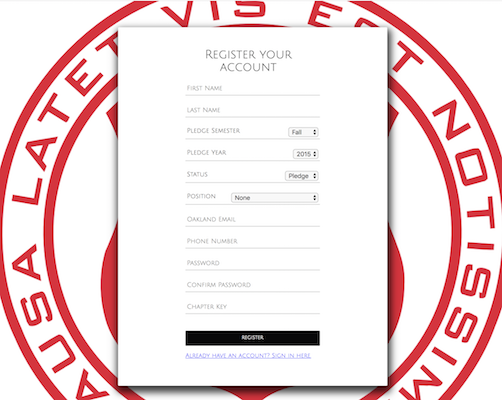 AUSA LATET VIS EST NOTISSIM
Register your
account
First Name
Last Name
Pledge Semester Fall
Pledge Year 2015
Status Pledge
Position None
Oakland Email
Phone Number
Password
Confirm Password
Chapter Key
REGISTER
Already have an account? Sign in here.